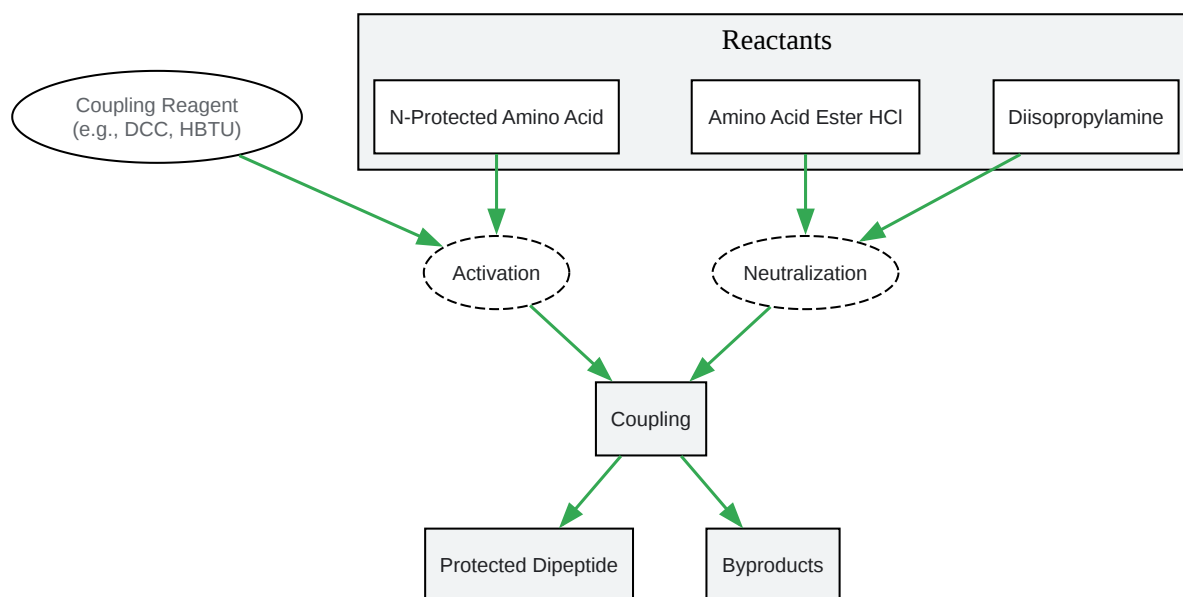 Reactants
Coupling Reagent
(e.g., DCC, HBTU)
N-Protected Amino Acid
Amino Acid Ester HCl
Diisopropylamine
Activation
Neutralization
Coupling
Protected Dipeptide
Byproducts